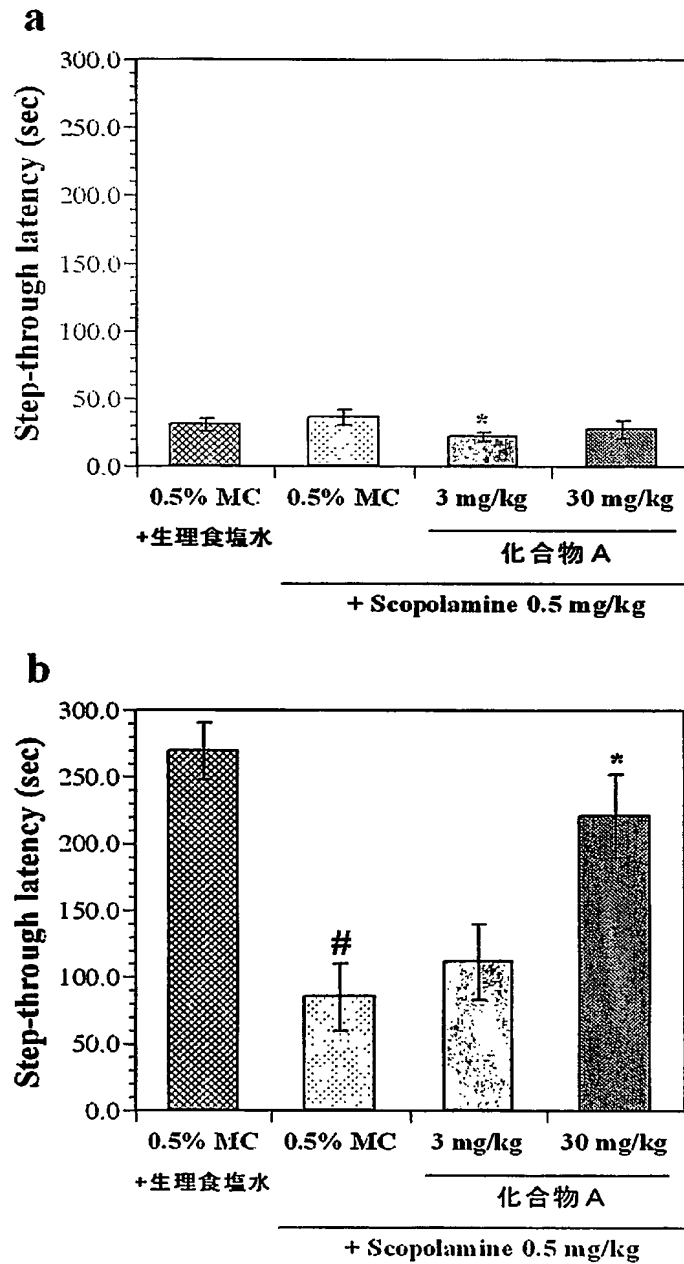 a
Step-through latency (sec)
300.0
250.0
200.0
150.0
100.0
50.0
0.0
*
0.5% MC 0.5% MC 3 mg/kg 30 mg/kg
+生理食塩水
化合物 A
+ Scopolamine 0.5 mg/kg
b
Step-through latency (sec)
300.0
250.0
200.0
150.0
100.0
50.0
0.0
#
*
0.5% MC 0.5% MC 3 mg/kg 30 mg/kg
+生理食塩水
化合物 A
+ Scopolamine 0.5 mg/kg